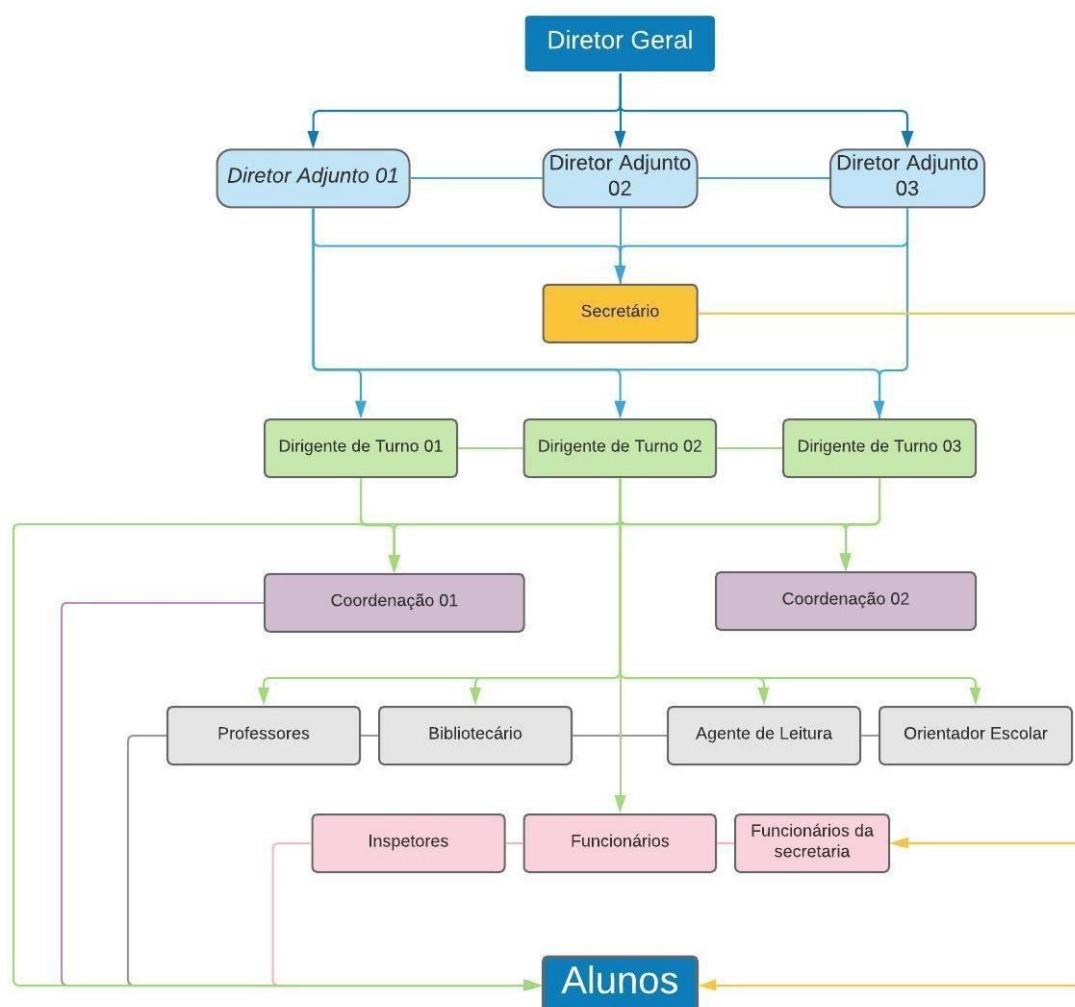 Diretor Geral
Diretor Adjunto 01
Diretor Adjunto
02
Diretor Adjunto
03
Secretário
Dirigente de Turno 01
Dirigente de Turno 02
Dirigente de Turno 03
Coordenação 01
Coordenação 02
Professores
Bibliotecário
Agente de Leitura
Orientador Escolar
Inspetores
Funcionários
Funcionários da
secretaria
Alunos